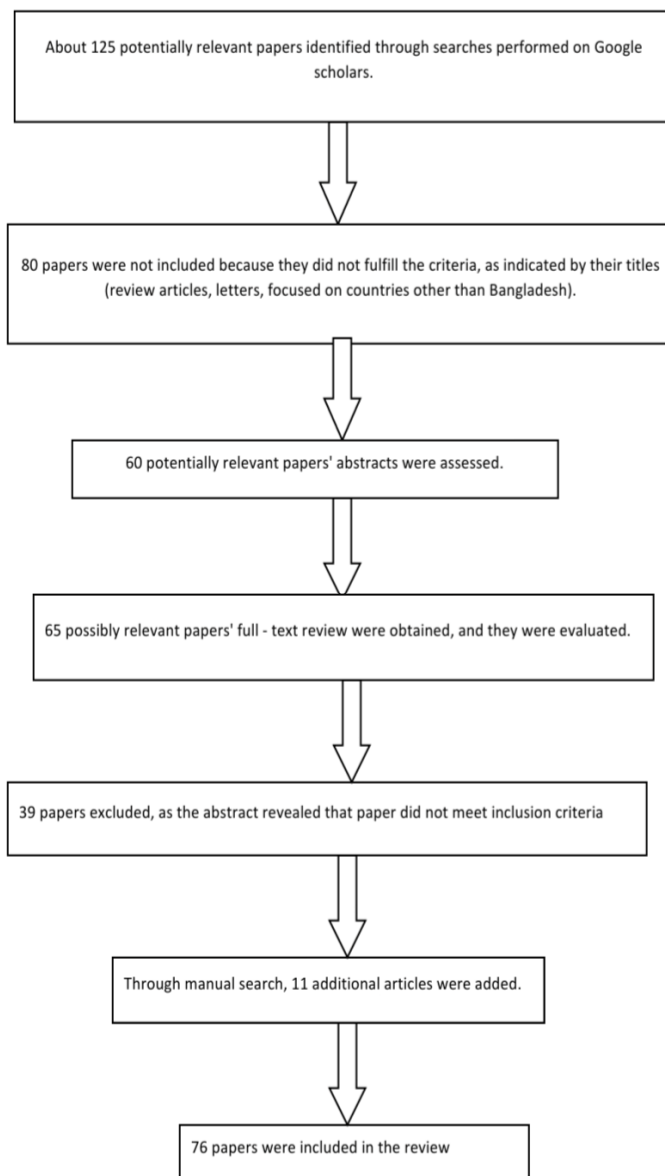 About 125 potentially relevant papers identified through searches performed on Google
scholars.
80 papers were not included because they did not fulfill the criteria, as indicated by their titles
(review articles, letters, focused on countries other than Bangladesh).
60 potentially relevant papers' abstracts were assessed.
65 possibly relevant papers' full - text review were obtained, and they were evaluated.
39 papers excluded, as the abstract revealed that paper did not meet inclusion criteria
Through manual search, 11 additional articles were added.
76 papers were included in the review